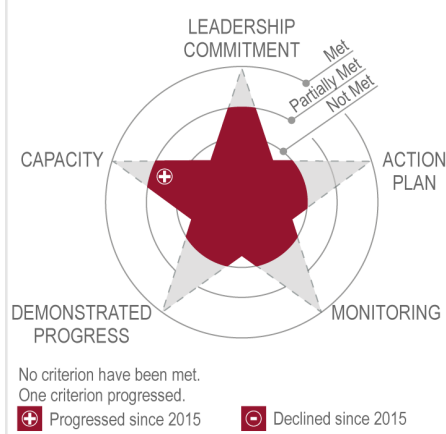 LEADERSHIP
COMMITMENT
Met
Partially Met
Not Met
CAPACITY
ACTION
PLAN
DEMONSTRATED
PROGRESS
MONITORING
No criterion have been met.
One criterion progressed.
+ Progressed since 2015
- Declined since 2015